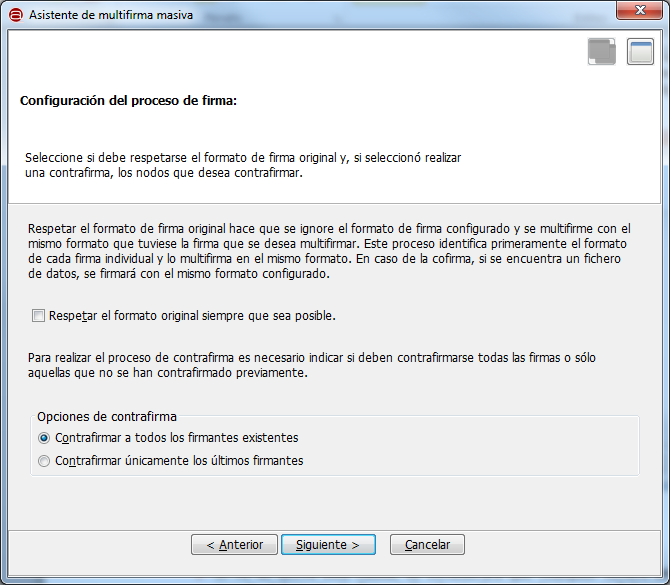 Asistente de multifirma masiva
Configuración del proceso de firma:
Seleccione si debe respetarse el formato de firma original y, si seleccionó realizar
una contrafirma, los nodos que desea contrafirmar.
Respetar el formato de firma original hace que se ignore el formato de firma configurado y se multifirme con el
mismo formato que tuviese la firma que se desea multifirmar. Este proceso identifica primeramente el formato
de cada firma individual y lo multifirma en el mismo formato. En caso de la cofirma, si se encuentra un fichero
de datos, se firmará con el mismo formato configurado.
Respetar el formato original siempre que sea posible.
Para realizar el proceso de contrafirma es necesario indicar si deben contrafirmarse todas las firmas o sólo
aquellas que no se han contrafirmado previamente.
Opciones de contrafirma
Contrafirmar a todos los firmantes existentes
Contrafirmar únicamente los últimos firmantes
< Anterior
Siguiente >
Cancelar